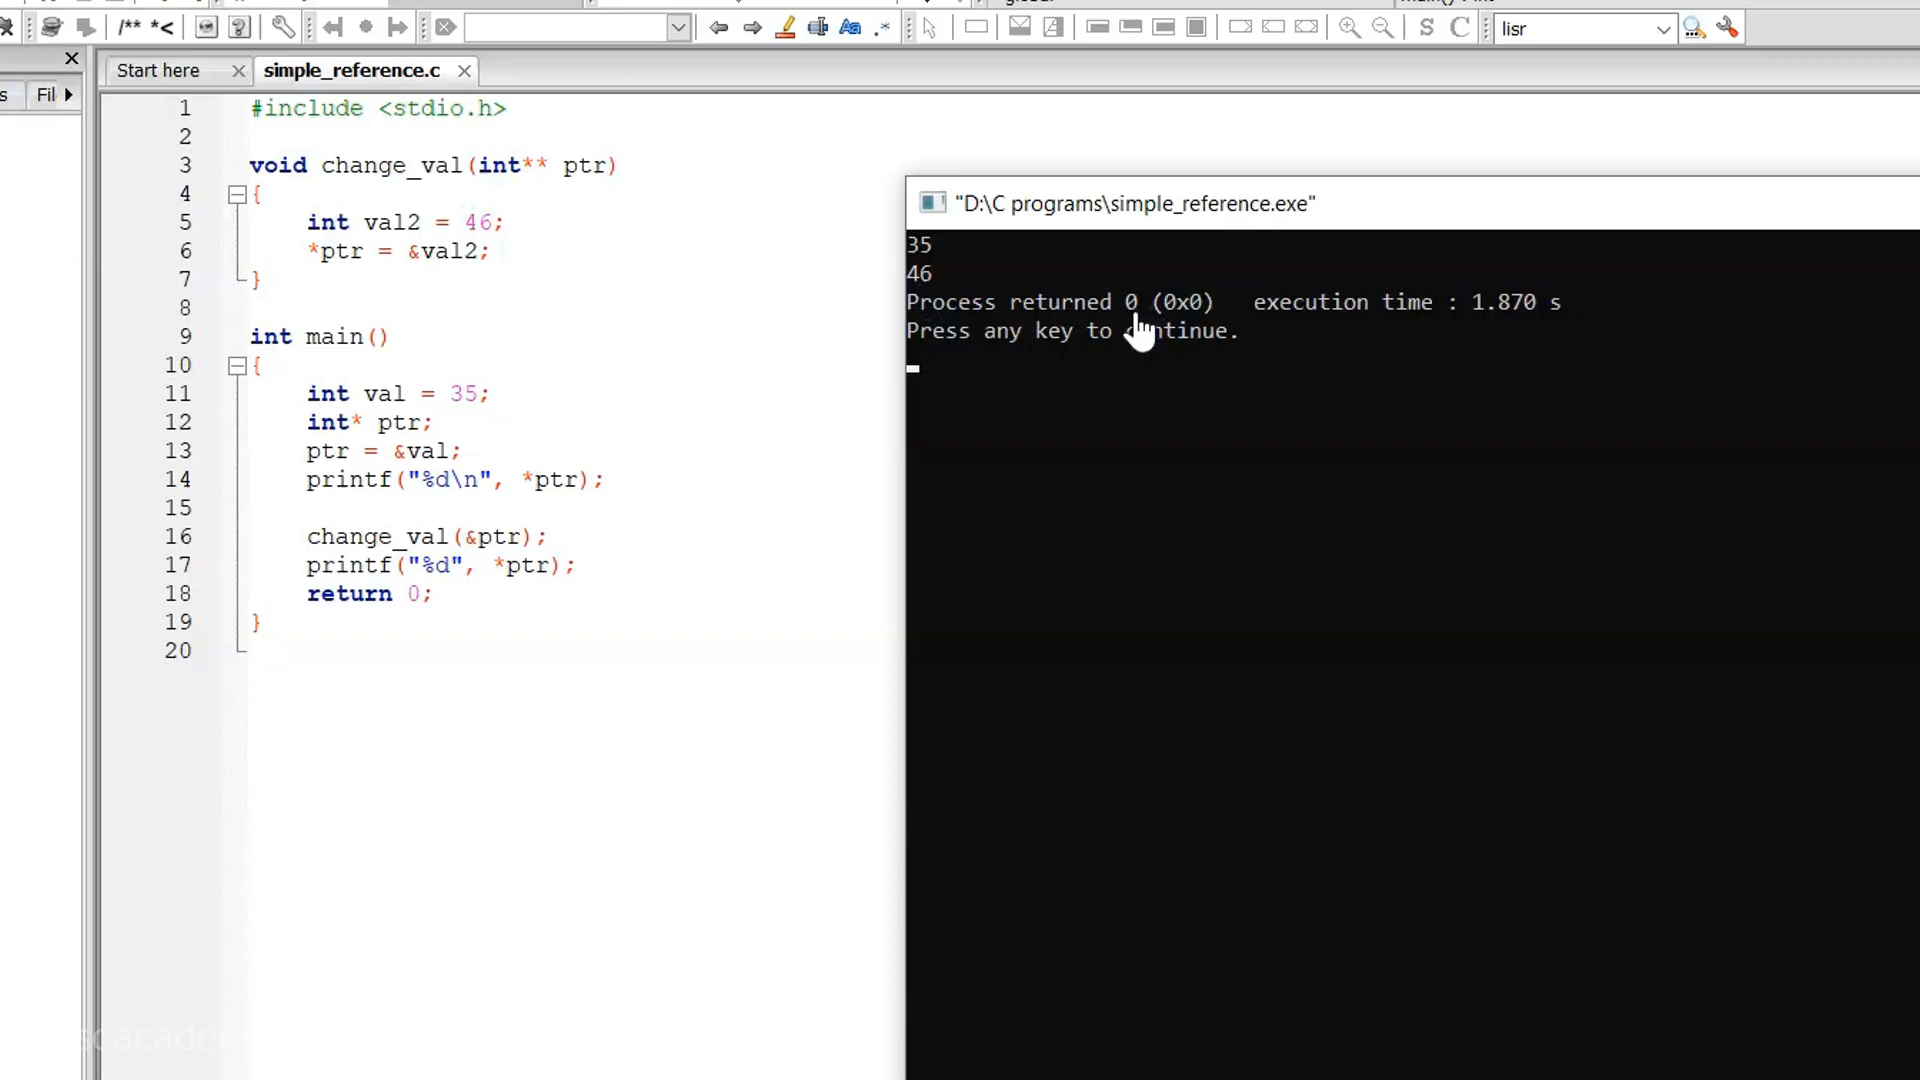 /** *<
Aa
.*
S C
lisr
Fil
s
Start here
simple_reference.c
1 #include <stdio.h>
2
3 void change_val(int** ptr)
4 {
5 int val2 = 46;
6 *ptr = &val2;
7 }
8
9 int main()
10 {
11 int val = 35;
12 int* ptr;
13 ptr = &val;
14 printf("%d\n", *ptr);
15
16 change_val(&ptr);
17 printf("%d", *ptr);
18 return 0;
19 }
20
"D:\C programs\simple_reference.exe"
35
46
Process returned 0 (0x0) execution time : 1.870 s
Press any key to continue.